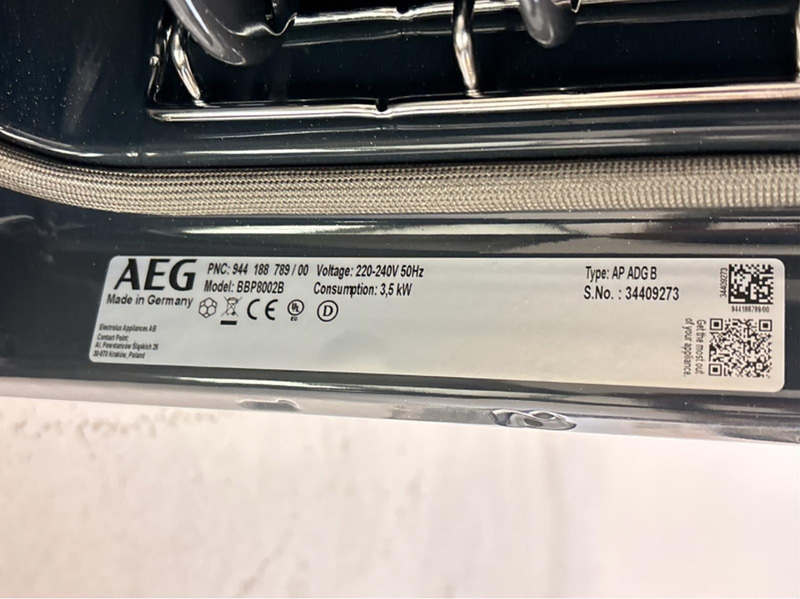 AEG
Made in Germany
PNC: 944 188 789 / 00 Voltage: 220-240V 50Hz
Model: BBP8002B Consumption: 3,5 kW
CE
EU
D
Electrolux Appliances AB
Contact Point:
Al. Powstańców Śląskich 26
30-570 Kraków, Poland
Type: AP ADG B
S.No. : 34409273
34409273
944188789/00
Get the most out
of your appliance.